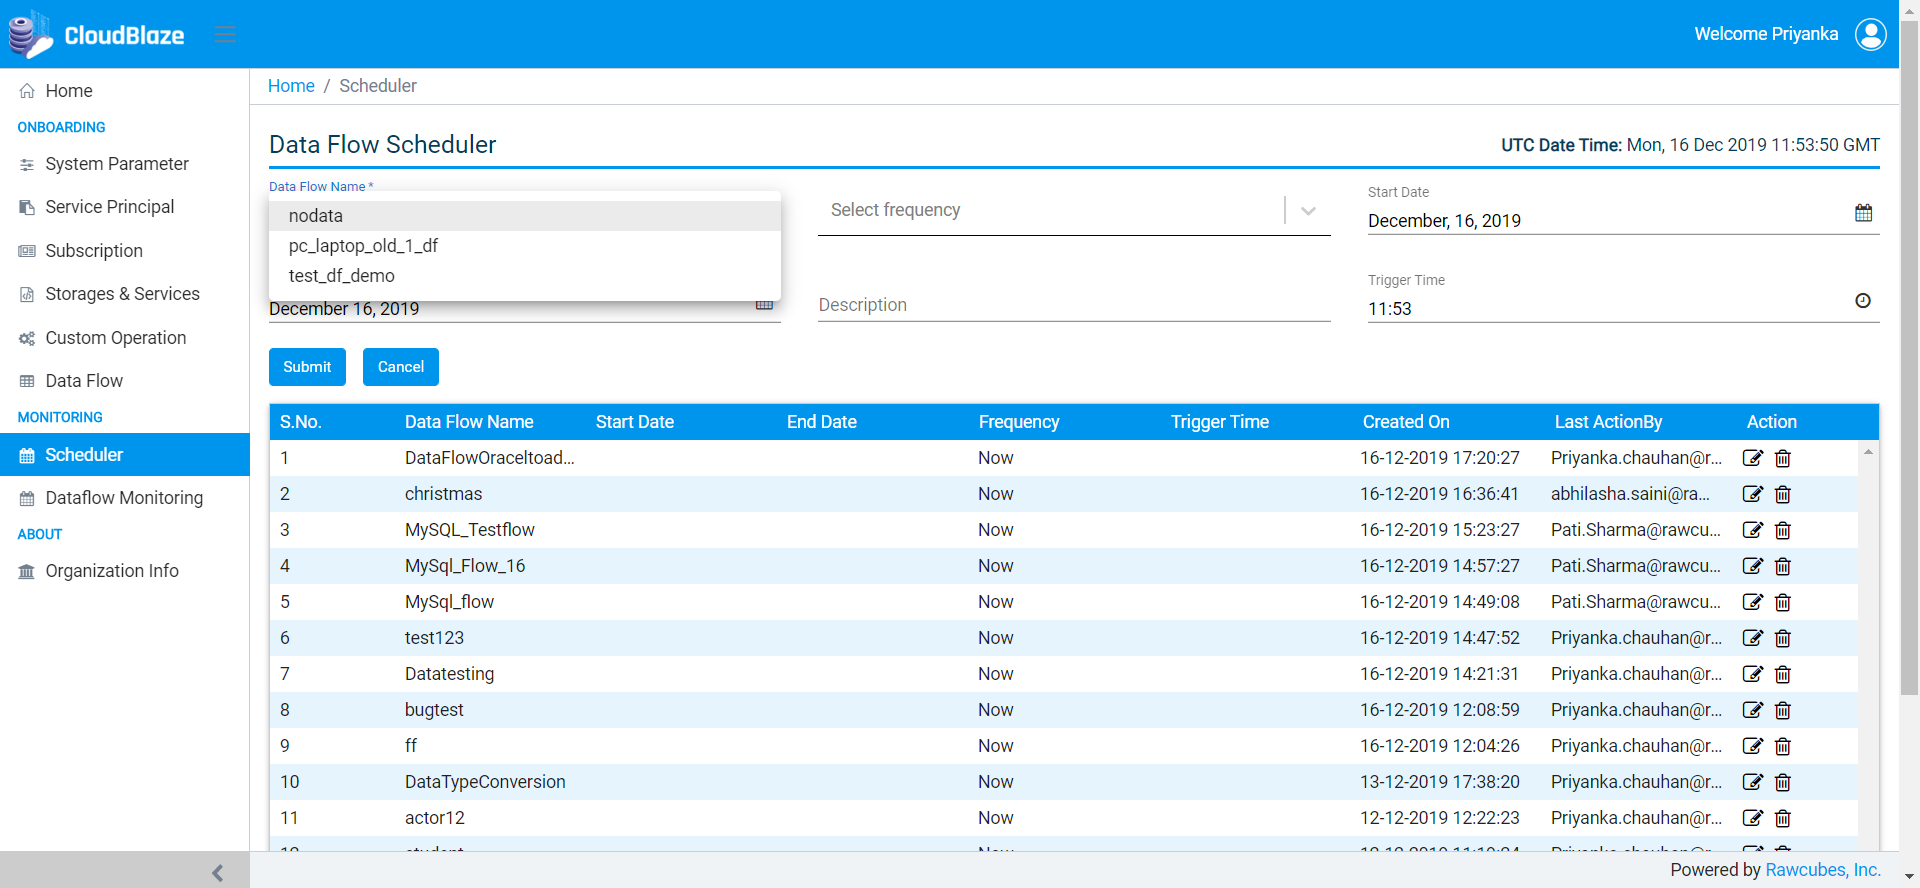 CloudBlaze
Welcome Priyanka
Home
ONBOARDING
System Parameter
Service Principal
Subscription
Storages & Services
Custom Operation
Data Flow
MONITORING
Scheduler
Dataflow Monitoring
ABOUT
Organization Info
Home / Scheduler
Data Flow Scheduler
UTC Date Time: Mon, 16 Dec 2019 11:53:50 GMT
Data Flow Name *
nodata
pc_laptop_old_1_df
test_df_demo
Select frequency
Start Date
December, 16, 2019
December 16, 2019
Description
Trigger Time
11:53
Submit Cancel
S.No. Data Flow Name Start Date End Date Frequency Trigger Time Created On Last ActionBy Action
1 DataFlowOraceltoad... Now 16-12-2019 17:20:27 Priyanka.chauhan@r...
2 christmas Now 16-12-2019 16:36:41 abhilasha.saini@ra...
3 MySQL_Testflow Now 16-12-2019 15:23:27 Pati.Sharma@rawcu...
4 MySql_Flow_16 Now 16-12-2019 14:57:27 Pati.Sharma@rawcu...
5 MySql_flow Now 16-12-2019 14:49:08 Pati.Sharma@rawcu...
6 test123 Now 16-12-2019 14:47:52 Priyanka.chauhan@r...
7 Datatesting Now 16-12-2019 14:21:31 Priyanka.chauhan@r...
8 bugtest Now 16-12-2019 12:08:59 Priyanka.chauhan@r...
9 ff Now 16-12-2019 12:04:26 Priyanka.chauhan@r...
10 DataTypeConversion Now 13-12-2019 17:38:20 Priyanka.chauhan@r...
11 actor12 Now 12-12-2019 12:22:23 Priyanka.chauhan@r...
Powered by Rawcubes, Inc.